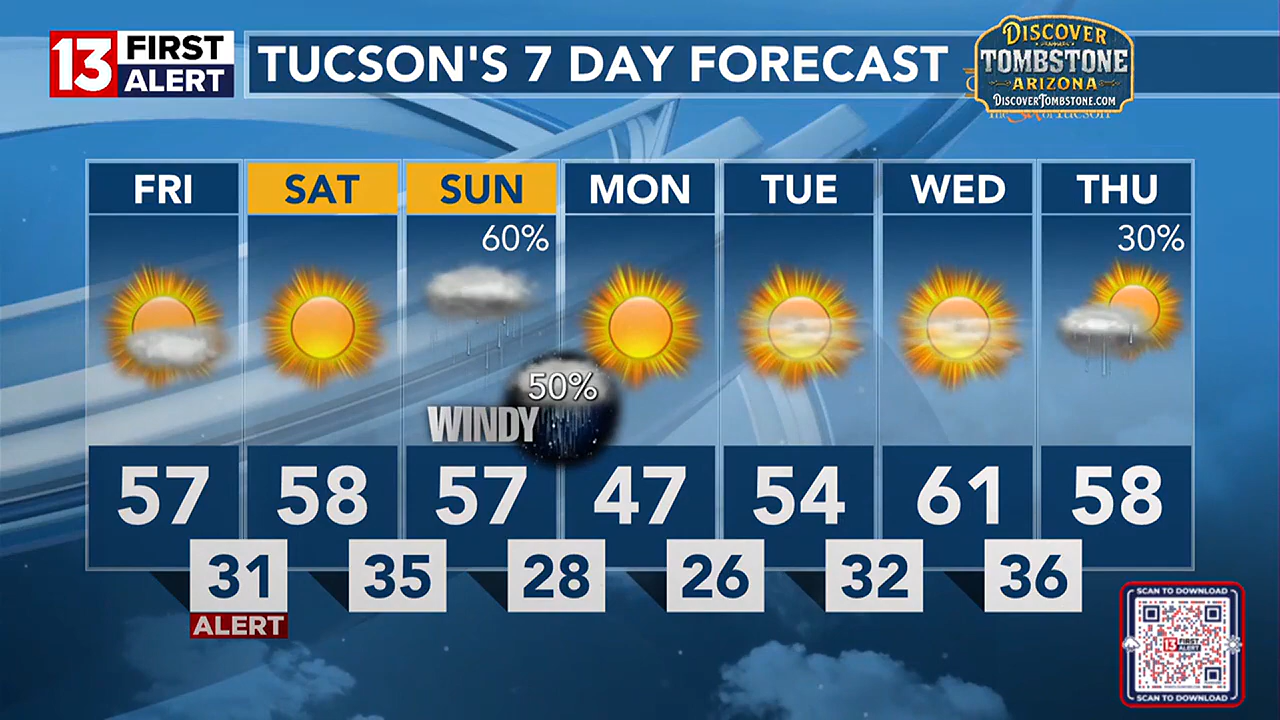 13 FIRST ALERT
TUCSON'S 7 DAY FORECAST
DISCOVER
TOMBSTONE
ARIZONA
DISCOVERTOMBSTONE.COM
FRI SAT SUN MON TUE WED THU
60% 30%
50%
WINDY
57 58 57 47 54 61 58
31 35 28 26 32 36
ALERT
SCAN TO DOWNLOAD
13 FIRST ALERT
SCAN TO DOWNLOAD